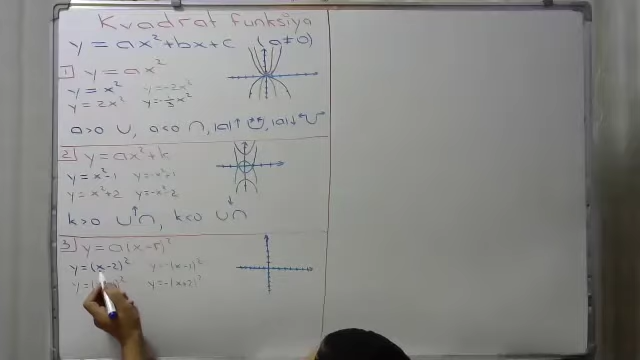 Kvadrat funksiya
y = ax² + bx + c (a ≠ 0)
1 y = ax²
y = x² y = -2x²
y = 2x² y = -½x²
a > 0 ∪, a < 0 ∩, |a|↑ ∪, |a|↓ ∪
2 y = ax² + k
y = x² - 1 y = -x² + 1
y = x² + 2 y = -x² - 2
k > 0 ∪↑∩, k < 0 ∪↓∩
3 y = a(x -
y = (x - 2)² y = -(x - 1)²
y = ( )² y = -(x + 2)²